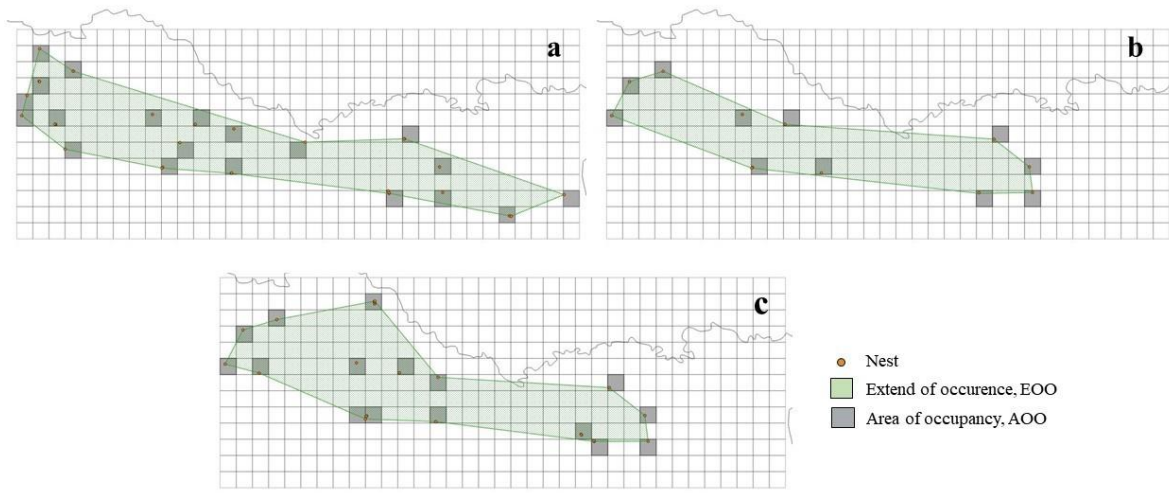 a
b
c
Nest
Extend of occurence, EOO
Area of occupancy, AOO